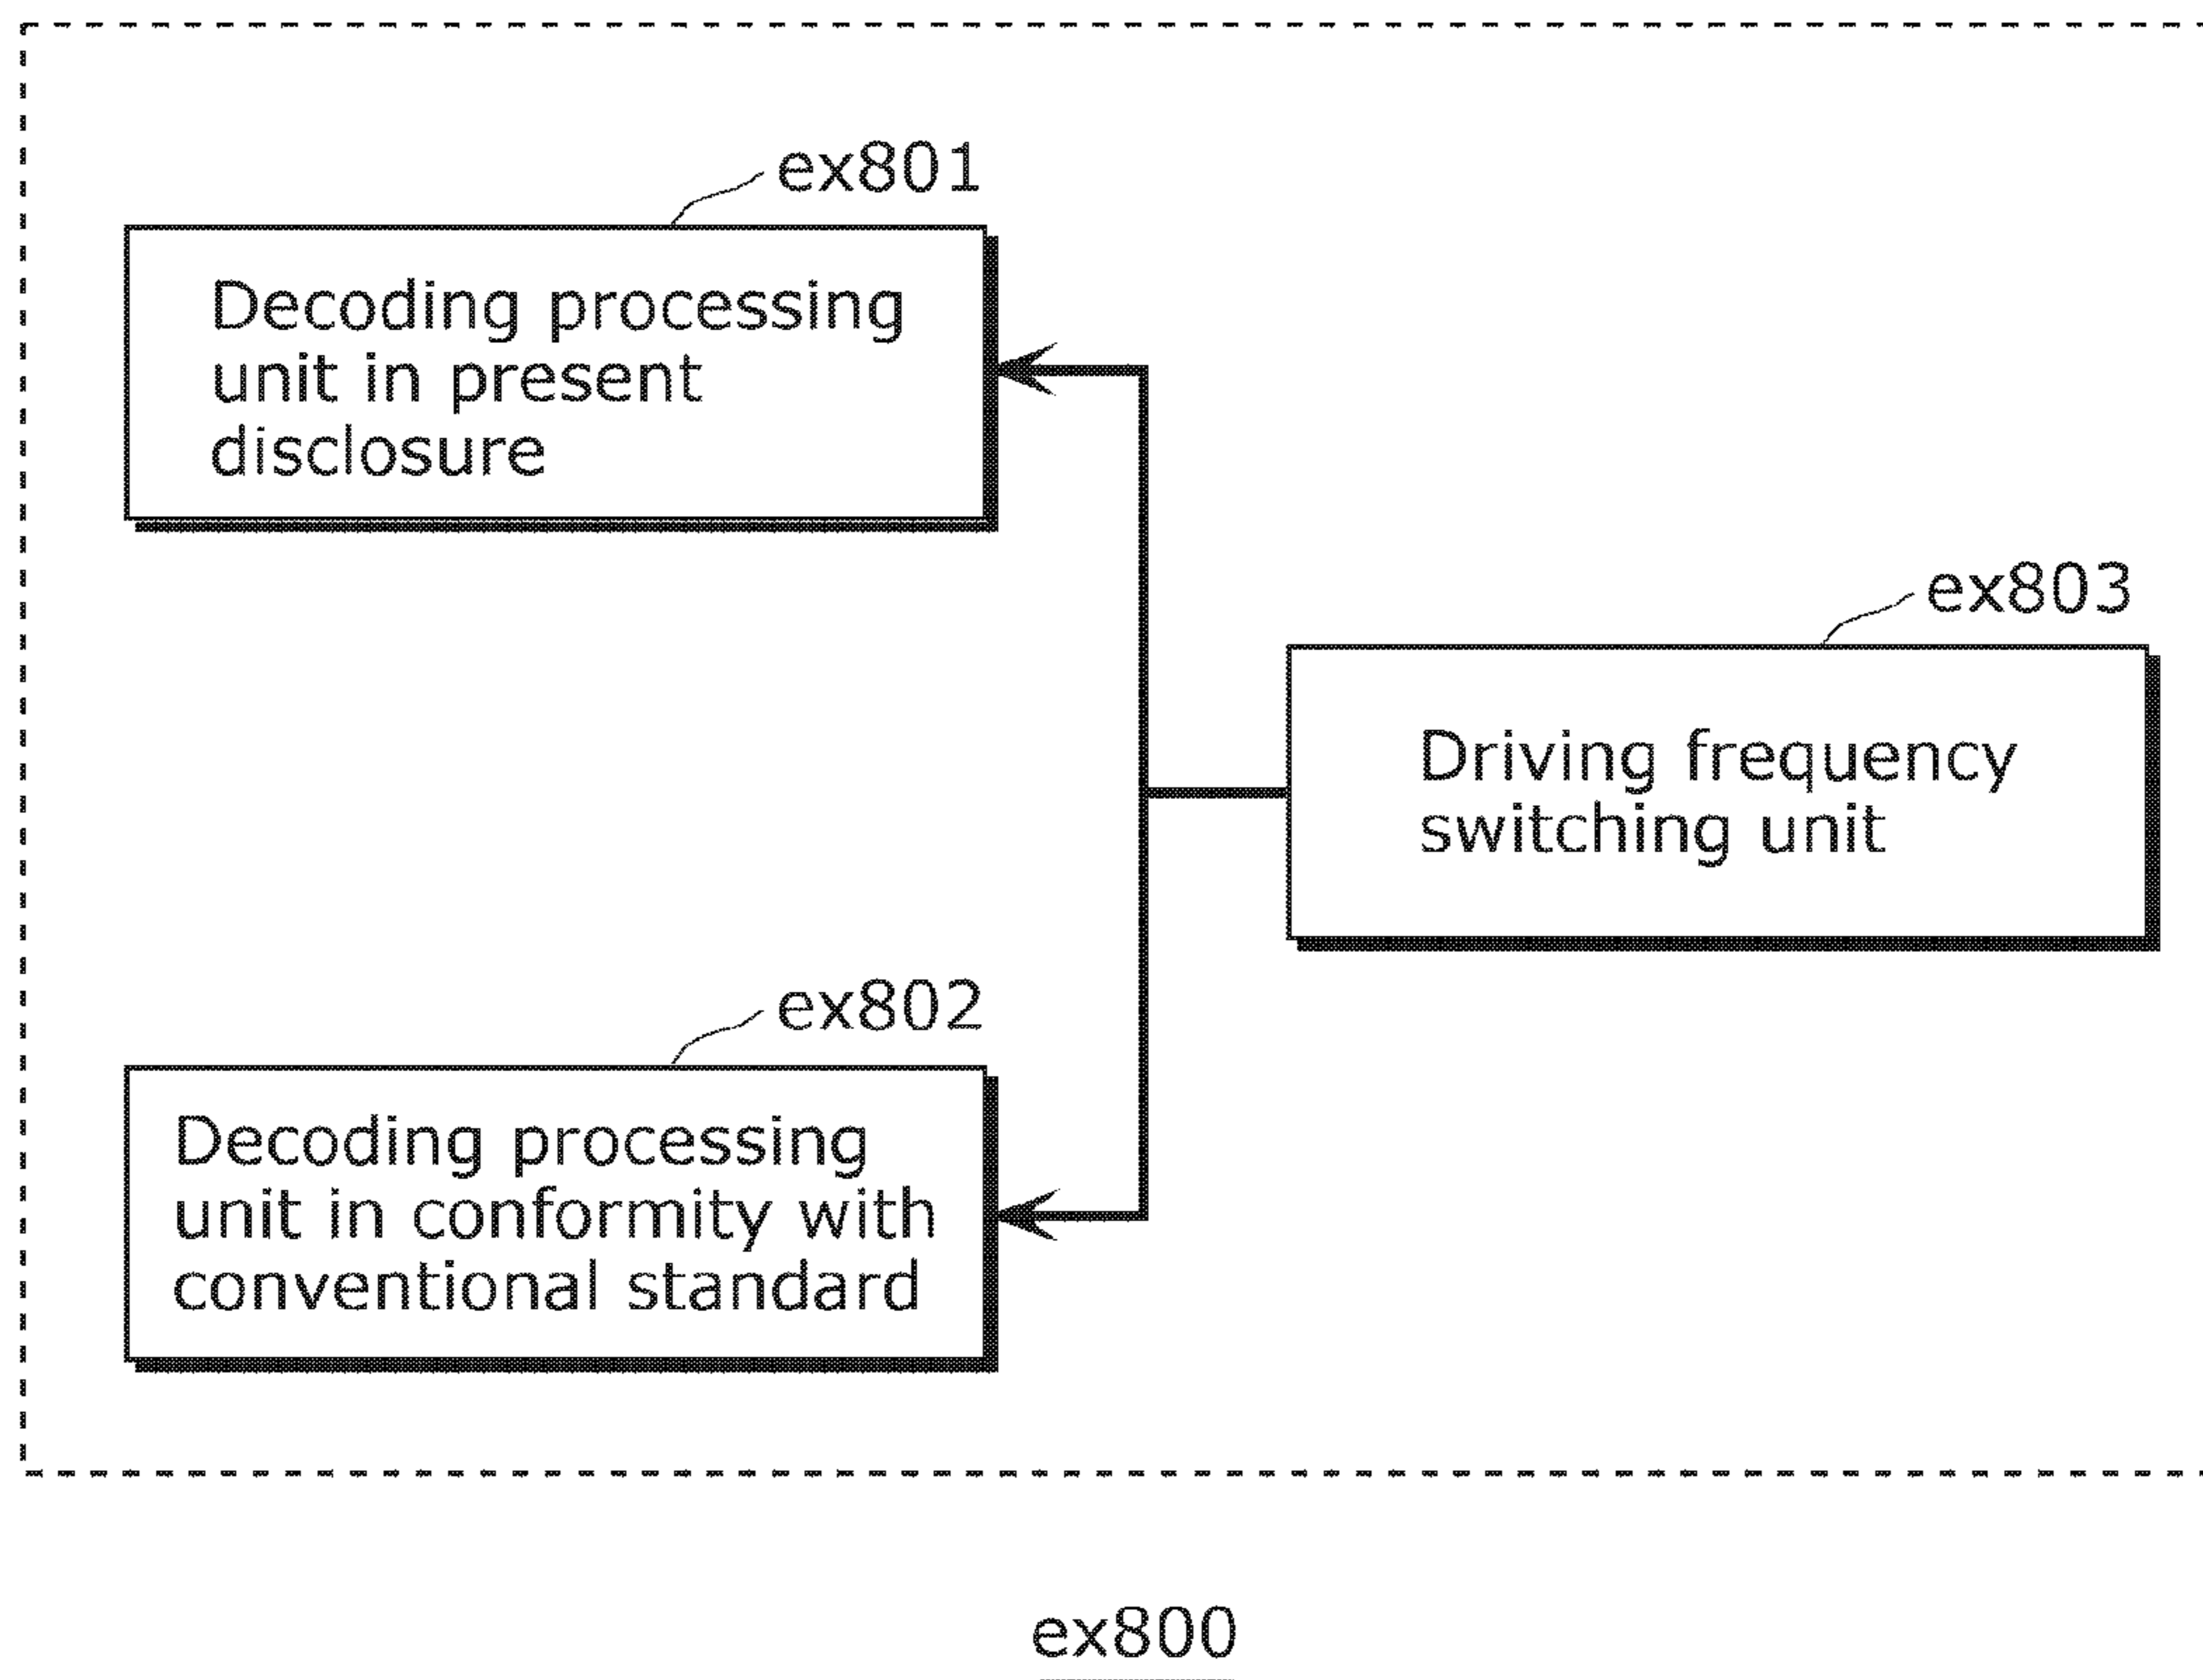 ex801
Decoding processing
unit in present
disclosure
ex803
Driving frequency
switching unit
ex802
Decoding processing
unit in conformity with
conventional standard
ex800